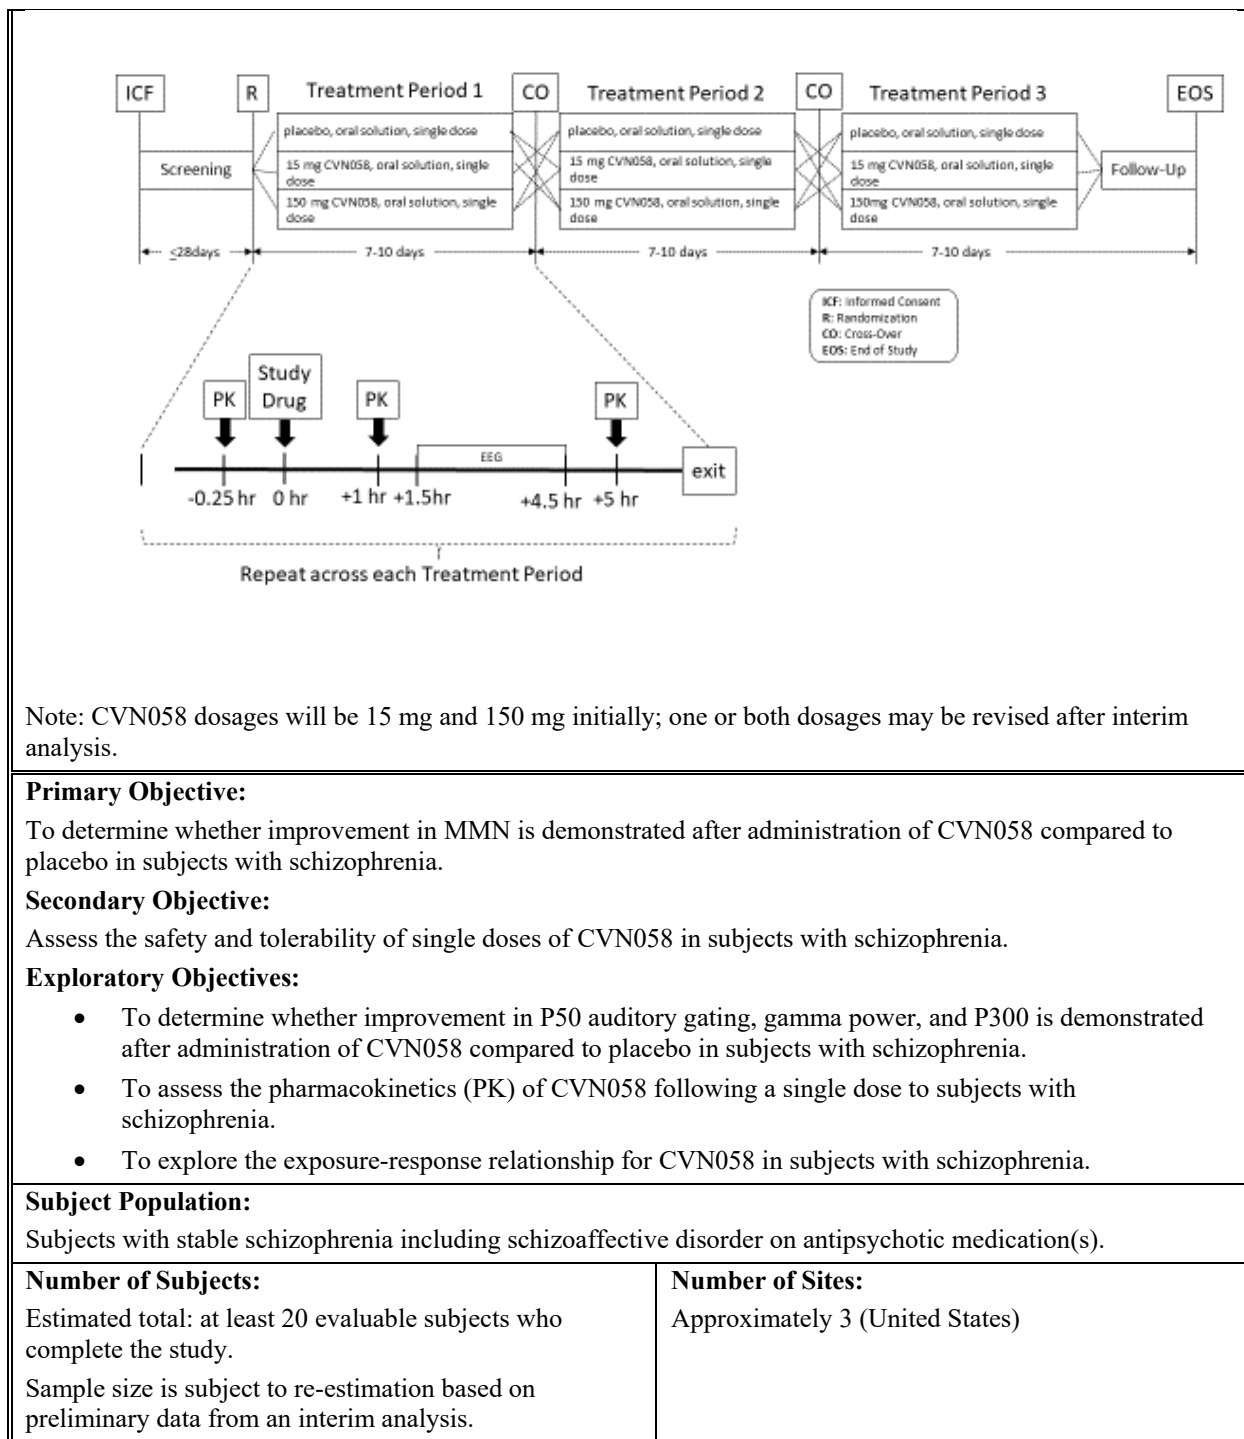 ICF
R
Treatment Period 1
CO
Treatment Period 2
CO
Treatment Period 3
EOS
placebo, oral solution, single dose
placebo, oral solution, single dose
placebo, oral solution, single dose
Screening
15 mg CVN058, oral solution, single
dose
15 mg CVN058, oral solution, single
dose
15 mg CVN058, oral solution, single
dose
Follow-Up
150 mg CVN058, oral solution, single
dose
150 mg CVN058, oral solution, single
dose
150mg CVN058, oral solution, single
dose
≤28days
7-10 days
7-10 days
7-10 days
ICF: Informed Consent
R: Randomization
CO: Cross-Over
EOS: End of Study
PK
Study
Drug
PK
PK
EEG
exit
-0.25 hr
0 hr
+1 hr
+1.5hr
+4.5 hr
+5 hr
Repeat across each Treatment Period
Note: CVN058 dosages will be 15 mg and 150 mg initially; one or both dosages may be revised after interim
analysis.
Primary Objective:
To determine whether improvement in MMN is demonstrated after administration of CVN058 compared to
placebo in subjects with schizophrenia.
Secondary Objective:
Assess the safety and tolerability of single doses of CVN058 in subjects with schizophrenia.
Exploratory Objectives:
• To determine whether improvement in P50 auditory gating, gamma power, and P300 is demonstrated
after administration of CVN058 compared to placebo in subjects with schizophrenia.
• To assess the pharmacokinetics (PK) of CVN058 following a single dose to subjects with
schizophrenia.
• To explore the exposure-response relationship for CVN058 in subjects with schizophrenia.
Subject Population:
Subjects with stable schizophrenia including schizoaffective disorder on antipsychotic medication(s).
Number of Subjects:
Estimated total: at least 20 evaluable subjects who
complete the study.
Sample size is subject to re-estimation based on
preliminary data from an interim analysis.
Number of Sites:
Approximately 3 (United States)